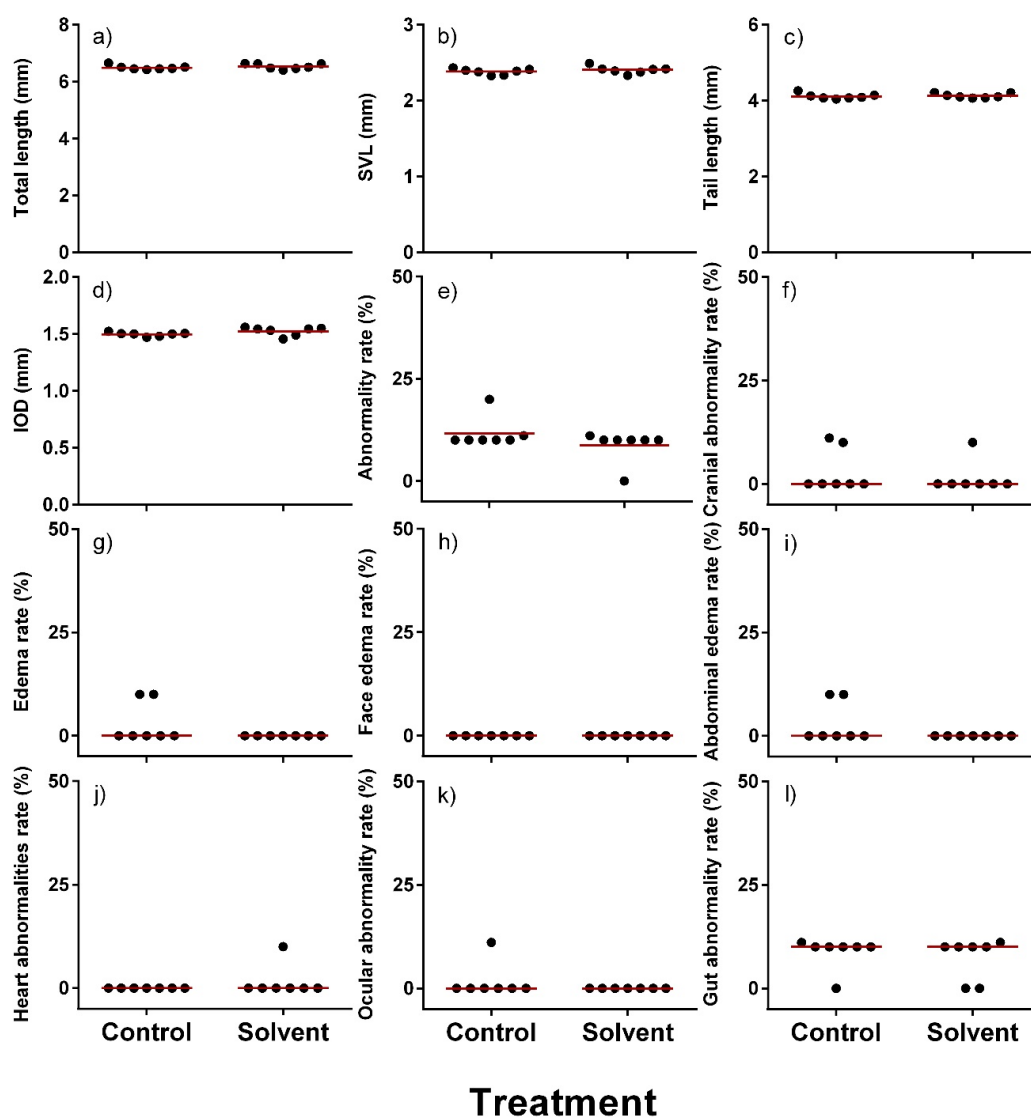 a)
Total length (mm)
8
6
4
2
0
b)
SVL (mm)
3
2
1
0
c)
Tail length (mm)
6
4
2
0
d)
IOD (mm)
2.0
1.5
1.0
0.5
0.0
e)
Abnormality rate (%)
50
25
0
f)
Cranial abnormality rate (%)
50
25
0
g)
Edema rate (%)
50
25
0
h)
Face edema rate (%)
50
25
0
i)
Abdominal edema rate (%)
50
25
0
j)
Heart abnormalities rate (%)
50
25
0
Control Solvent
k)
Ocular abnormality rate (%)
50
25
0
Control Solvent
l)
Gut abnormality rate (%)
50
25
0
Control Solvent
Treatment